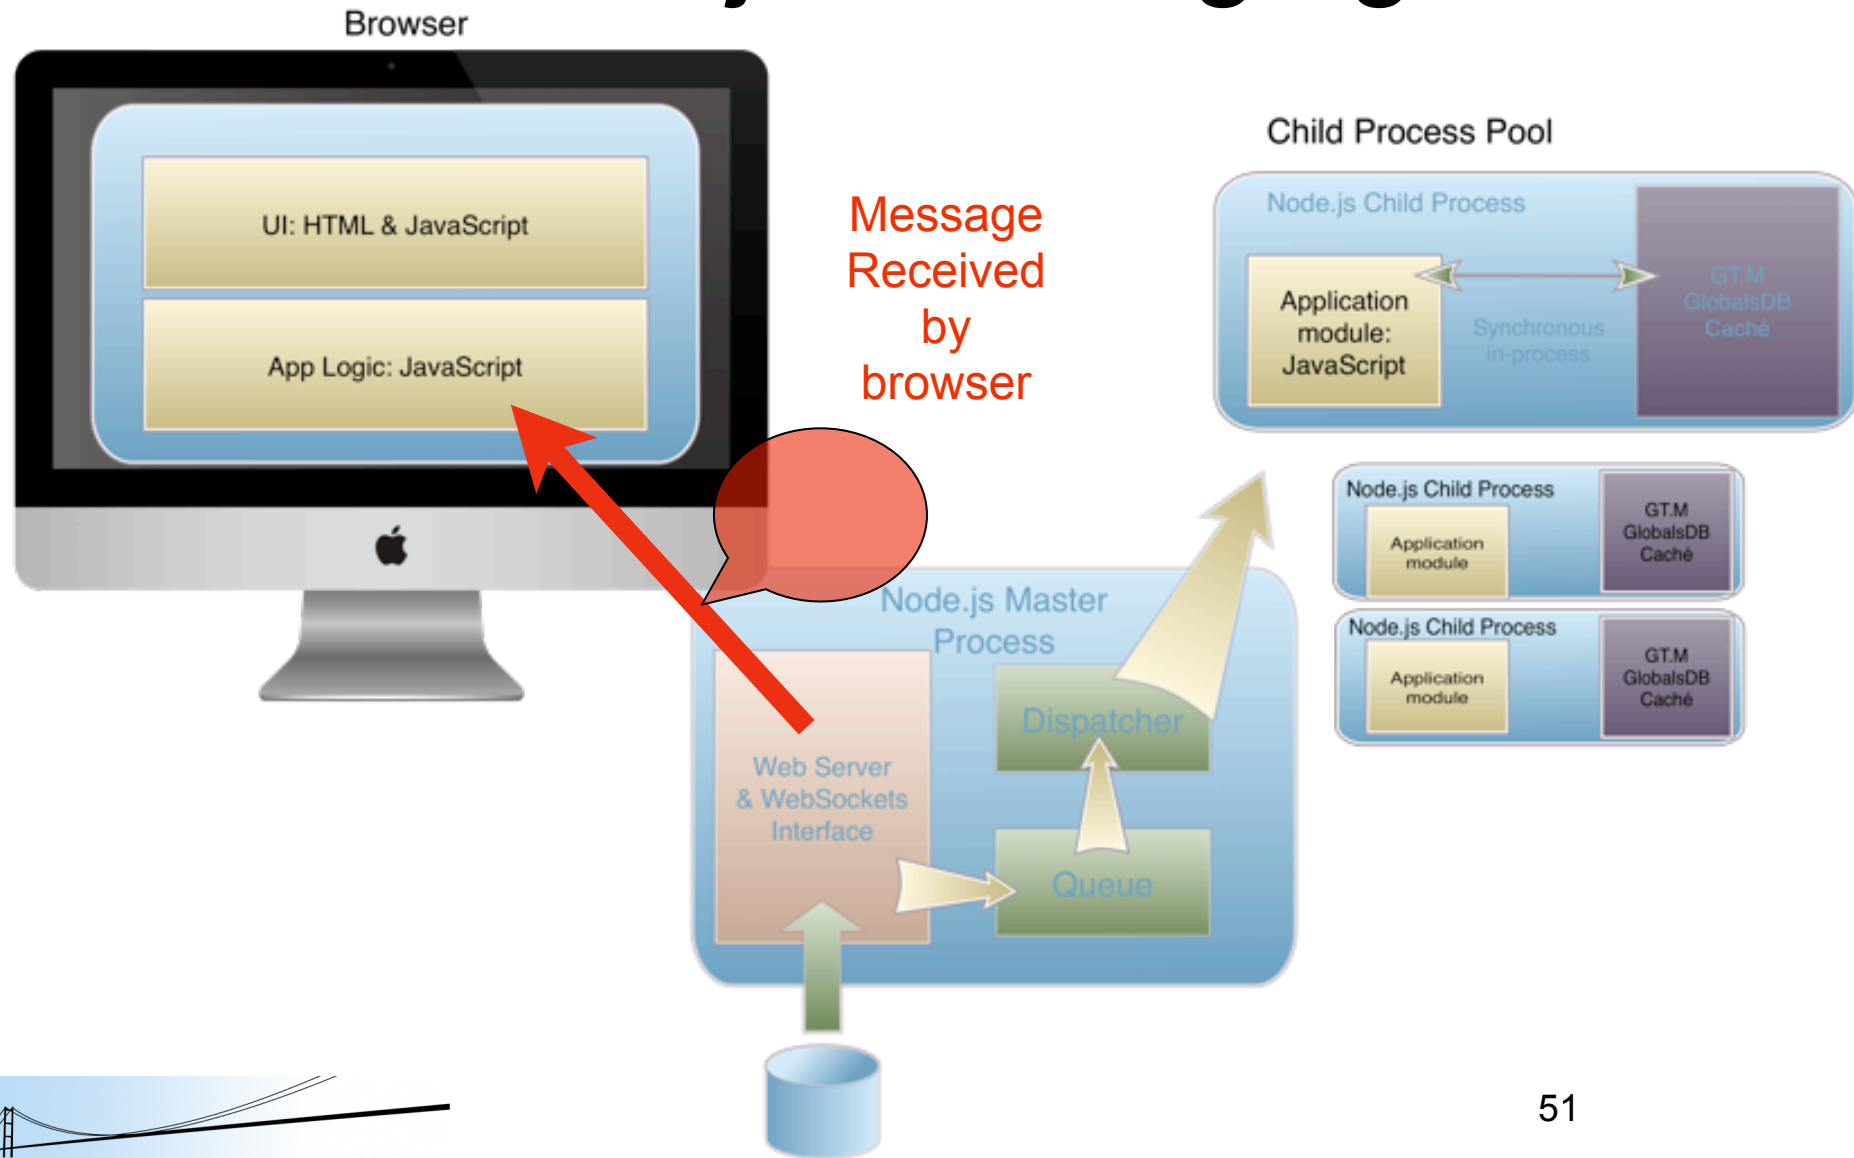 Browser
UI: HTML & JavaScript
App Logic: JavaScript
Message
Received
by
browser
Child Process Pool
Node.js Child Process
Application
module:
JavaScript
Synchronous
in-process
GT.M
GlobalsDB
Caché
Node.js Child Process
Application
module
GT.M
GlobalsDB
Caché
Node.js Child Process
Application
module
GT.M
GlobalsDB
Caché
Node.js Master
Process
Web Server
& WebSockets
Interface
Dispatcher
Queue
51